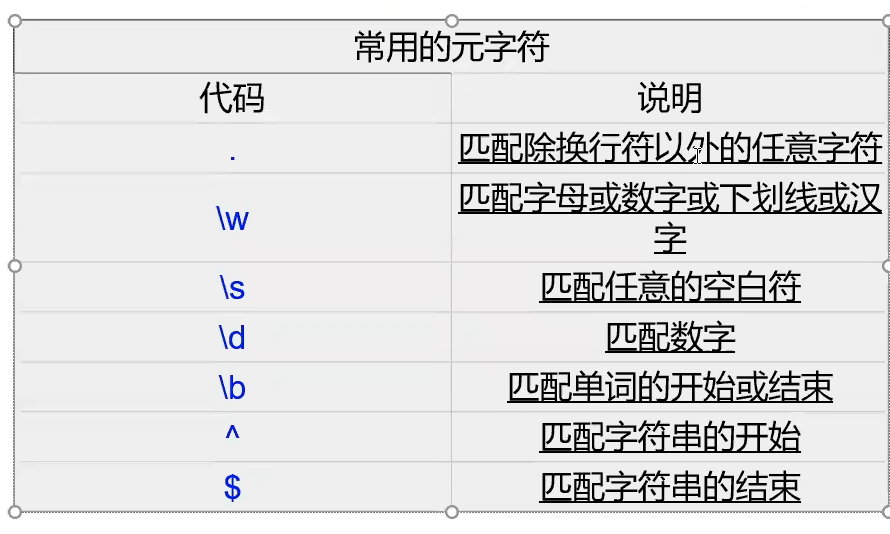 常用的元字符
代码 说明
. 匹配除换行符以外的任意字符
\w 匹配字母或数字或下划线或汉
字
\s 匹配任意的空白符
\d 匹配数字
\b 匹配单词的开始或结束
^ 匹配字符串的开始
$ 匹配字符串的结束